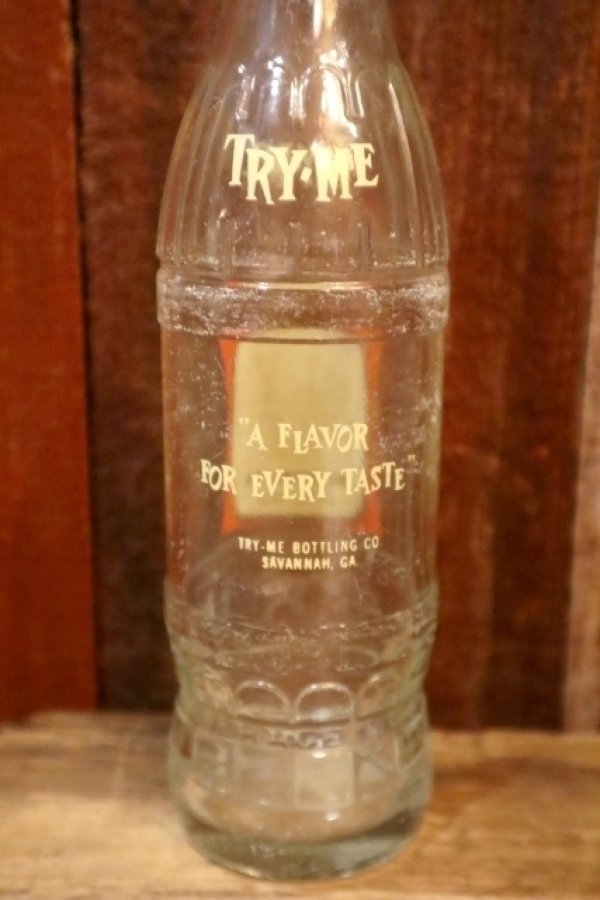 TRY-ME
"A FLAVOR
FOR EVERY TASTE"
TRY-ME BOTTLING CO
SAVANNAH, GA.